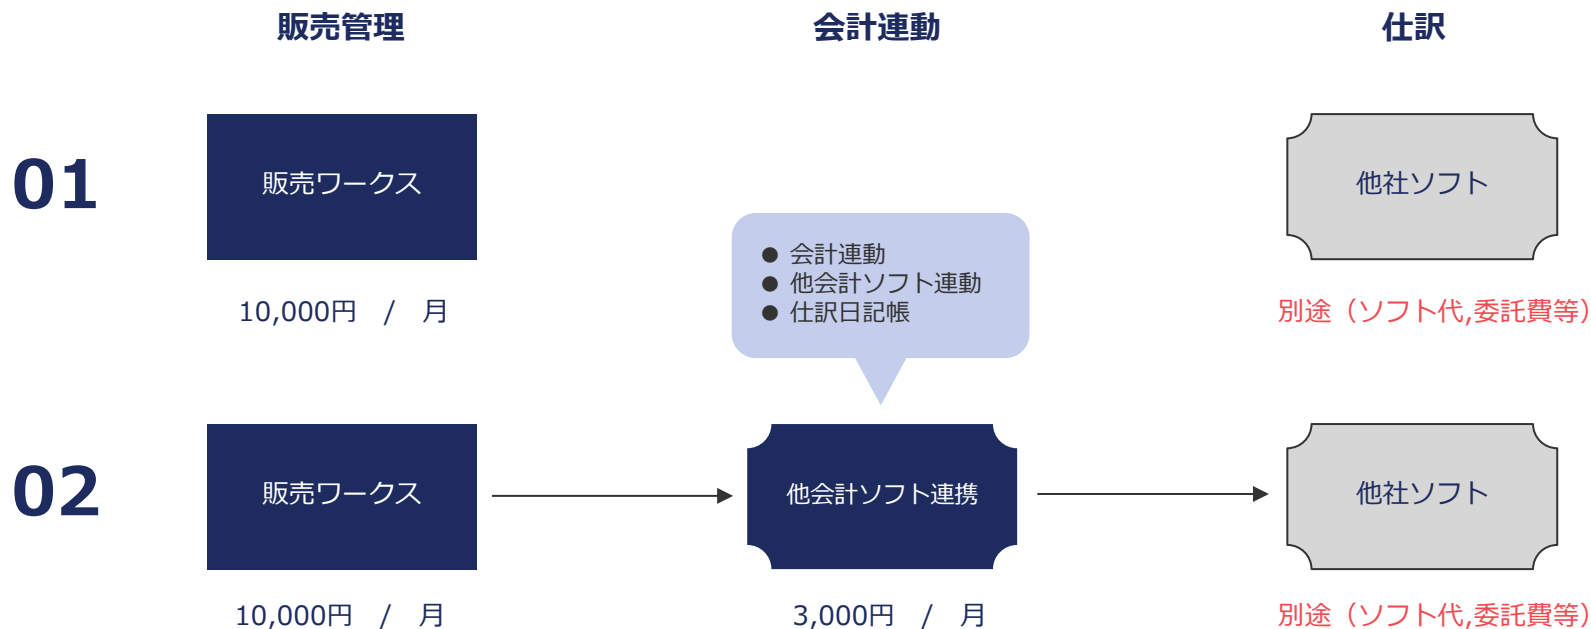 販売管理
会計連動
仕訳
01
販売ワークス
他社ソフト
● 会計連動
● 他会計ソフト連動
● 仕訳日記帳
10,000円 / 月
別途（ソフト代,委託費等）
02
販売ワークス
他会計ソフト連携
他社ソフト
10,000円 / 月
3,000円 / 月
別途（ソフト代,委託費等）